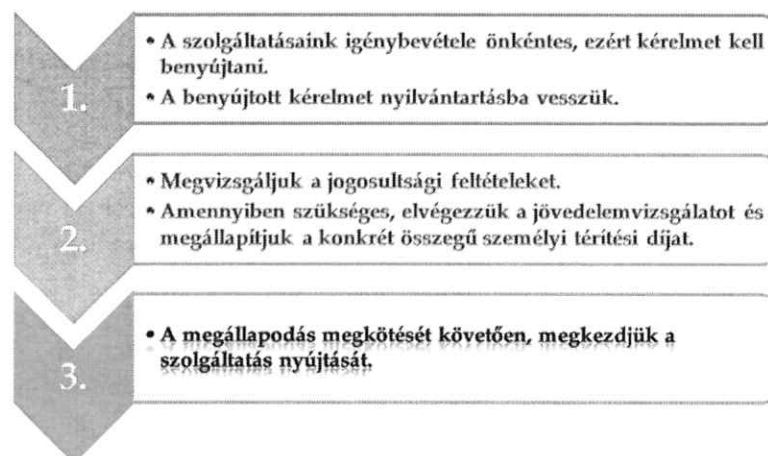 1.
• A szolgáltatásaink igénybevétele önkéntes, ezért kérelmet kell
benyújtani.
• A benyújtott kérelmet nyilvántartásba vesszük.
2.
• Megvizsgáljuk a jogosultsági feltételeket.
• Amennyiben szükséges, elvégezzük a jövedelemvizsgálatot és
megállapítjuk a konkrét összegű személyi térítési díjat.
3.
• A megállapodás megkötését követően, megkezdjük a
szolgáltatás nyújtását.